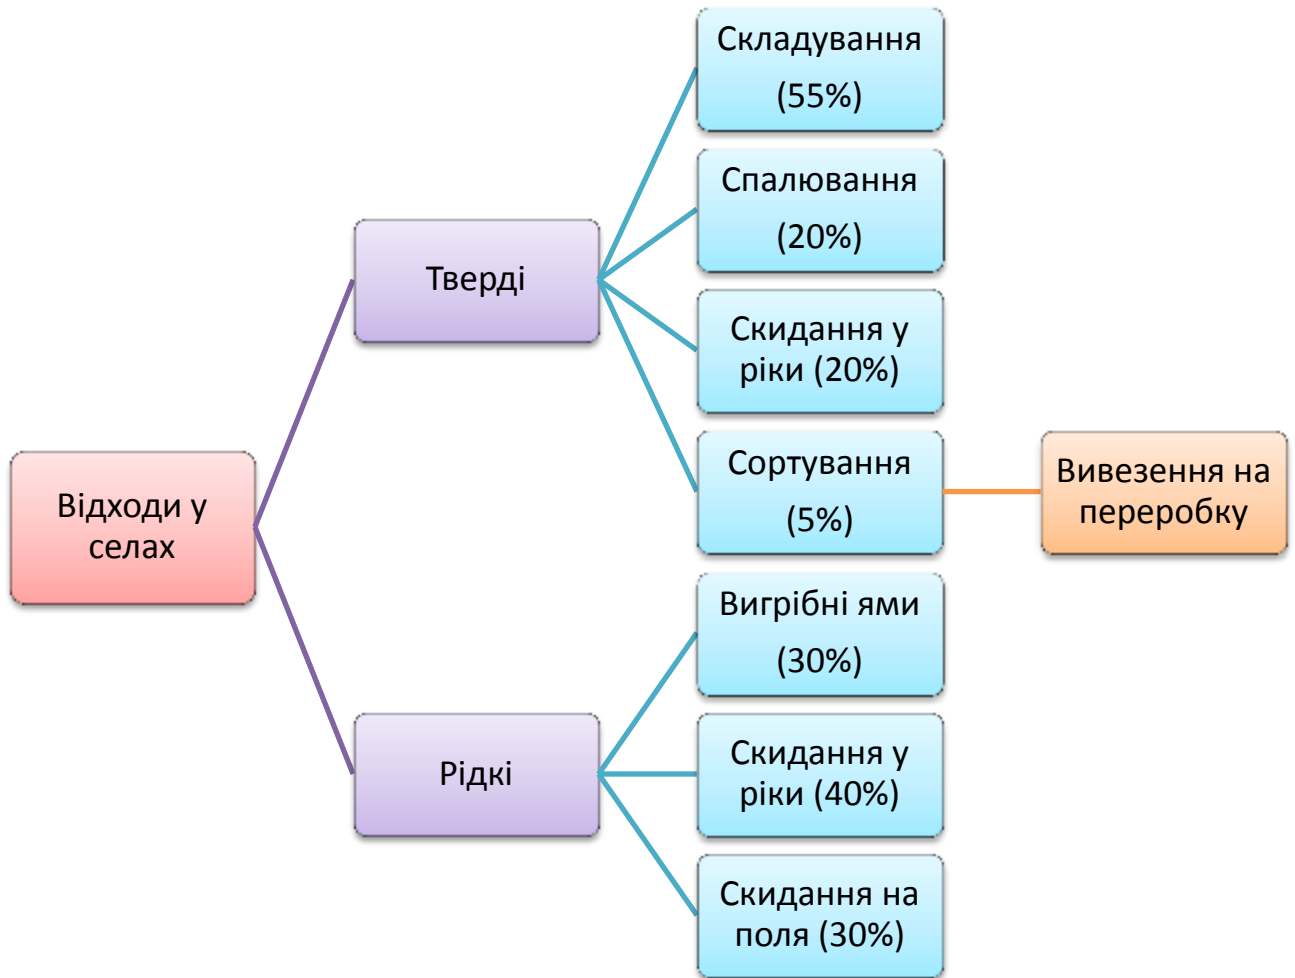 Складування
(55%)
Спалювання
(20%)
Тверді
Скидання у
ріки (20%)
Сортування
(5%)
Вивезення на
переробку
Відходи у
селах
Вигрібні ями
(30%)
Рідкі
Скидання у
ріки (40%)
Скидання на
поля (30%)